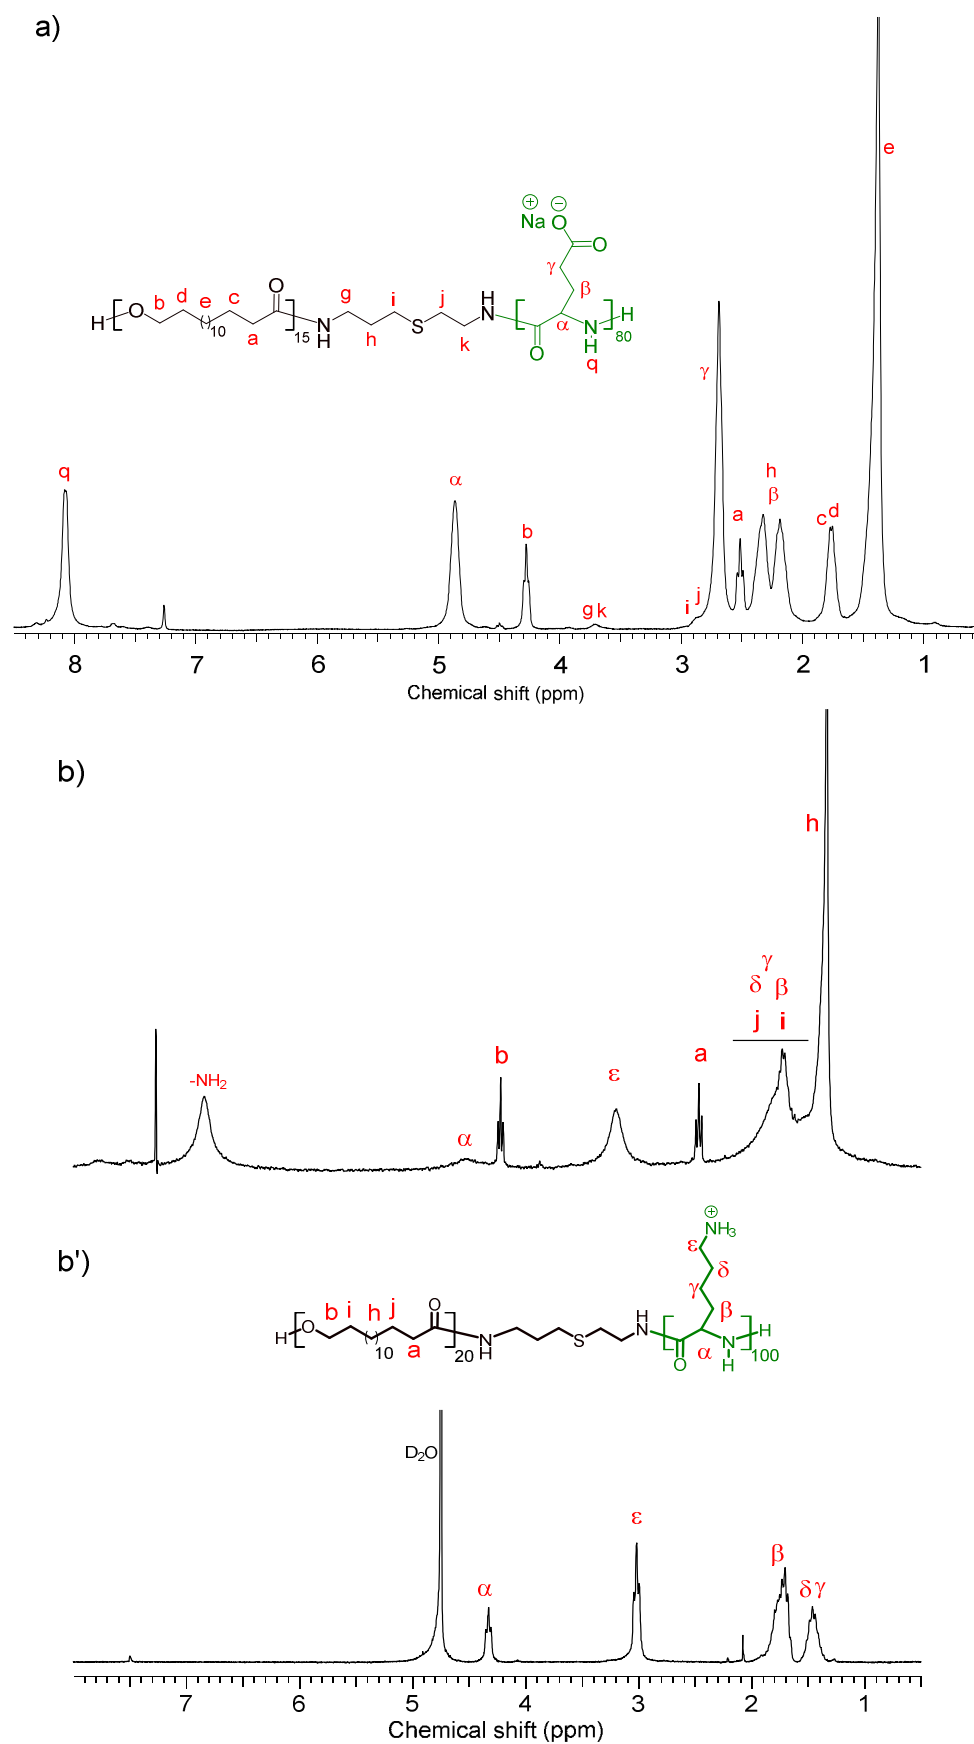 a)
e
⊕ ⊖
Na O
O
γ
β
b d e c O g i j H H
H [ O ( )10 a ]15 N H h S k N [ O α N H q ]80
γ
q α b a h β c d
g k i j
8 7 6 5 4 3 2 1
Chemical shift (ppm)
b)
h
γ
δ β
j i
b ε a
-NH2
α
⊕
NH3
b')
ε δ
γ
β
b i h j O H H
H [ O ( )10 a ]20 N H S N [ O α N H ]100
D2O
ε
β
α δ γ
7 6 5 4 3 2 1
Chemical shift (ppm)